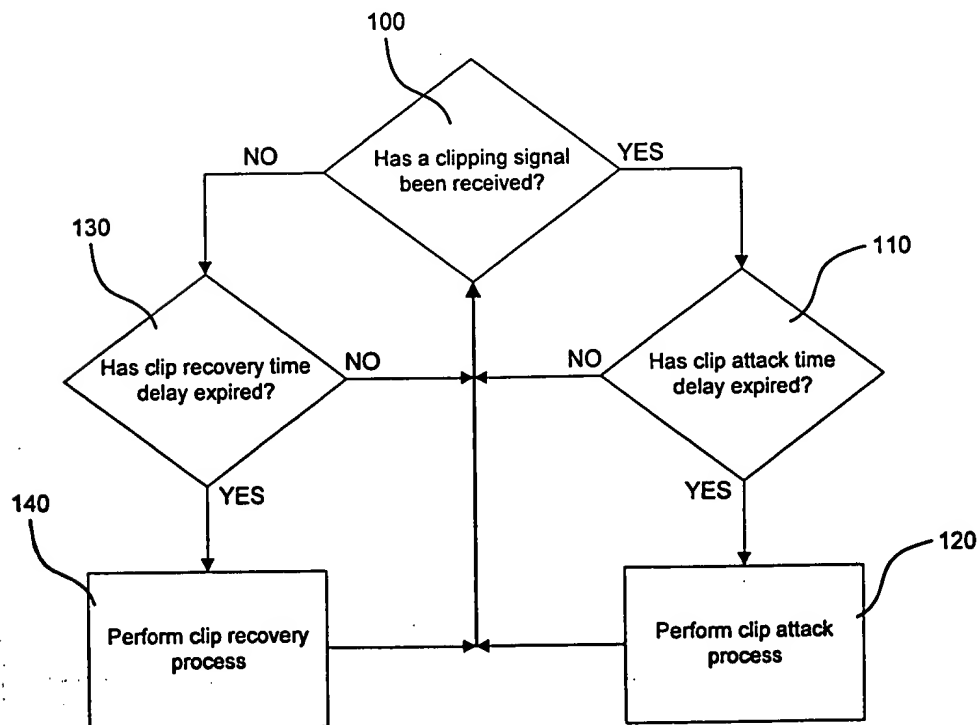 100
NO
Has a clipping signal
been received?
YES
130
110
Has clip recovery time
delay expired?
NO
NO
Has clip attack time
delay expired?
YES
YES
140
120
Perform clip recovery
process
Perform clip attack
process